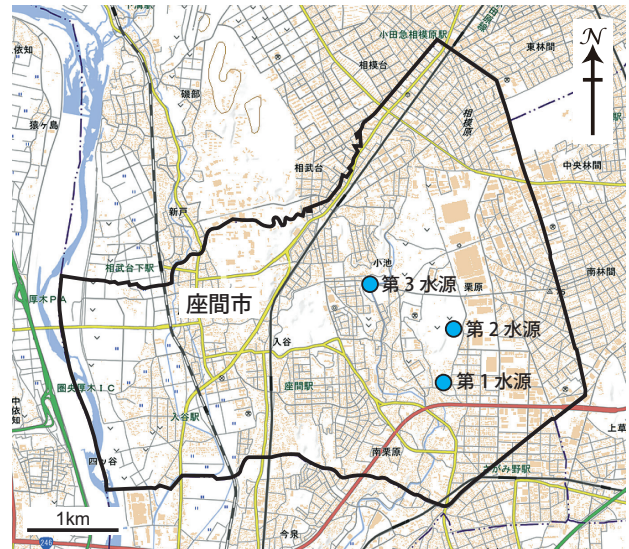 小田急相模原駅
東林間
N
相模台
磯部
相模原
猿ヶ島
中央林間
相武台
新戸
小池
南林間
相武台下駅
第3水源
栗原
厚木PA
座間市
第2水源
入谷
圏央厚木IC
座間駅
第1水源
中依知
入谷駅
上草
南栗原
四ッ谷
さがみ野駅
1km
今泉
246